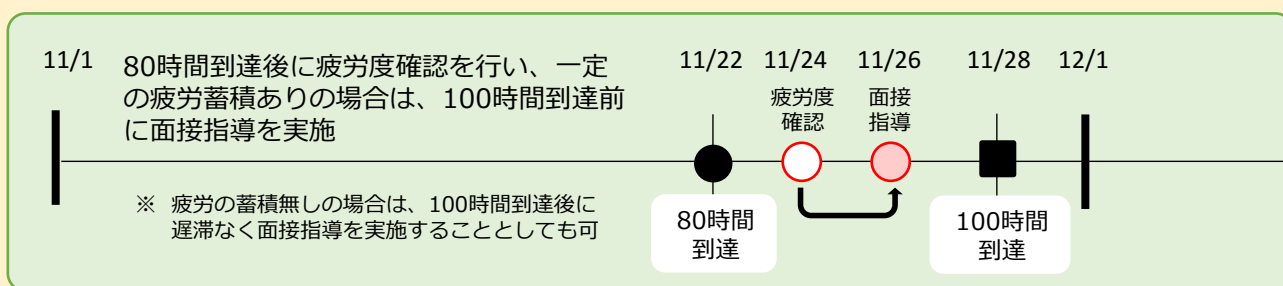 11/1
80時間到達後に疲労度確認を行い、一定
の疲労蓄積ありの場合は、100時間到達前
に面接指導を実施
※ 疲労の蓄積無しの場合は、100時間到達後に
遅滞なく面接指導を実施することとしても可
11/22
11/24
11/26
11/28
12/1
疲労度
確認
面接
指導
80時間
到達
100時間
到達